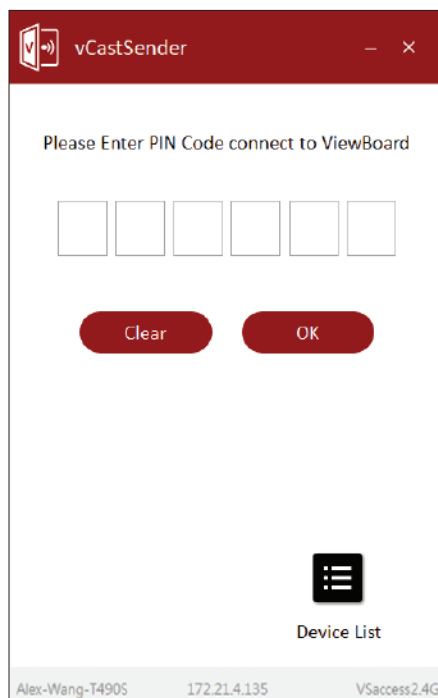 vCastSender
Please Enter PIN Code connect to ViewBoard
Clear OK
Device List
Alex-Wang-T490S 172.21.4.135 VSaccess2.4G